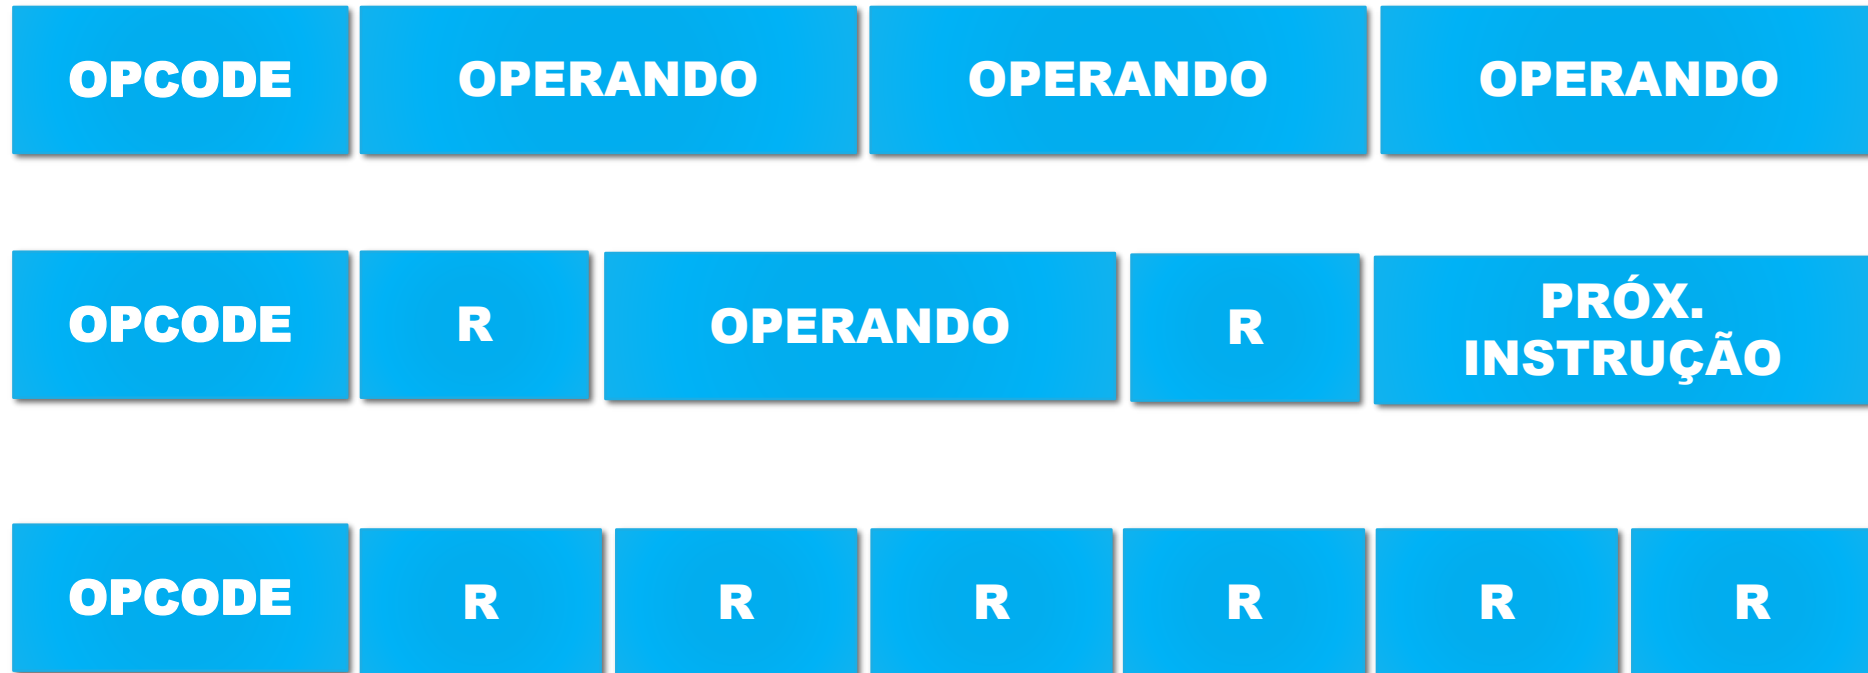 OPCODE OPERANDO OPERANDO OPERANDO
OPCODE R OPERANDO R PRÓX.
INSTRUÇÃO
OPCODE R R R R R R